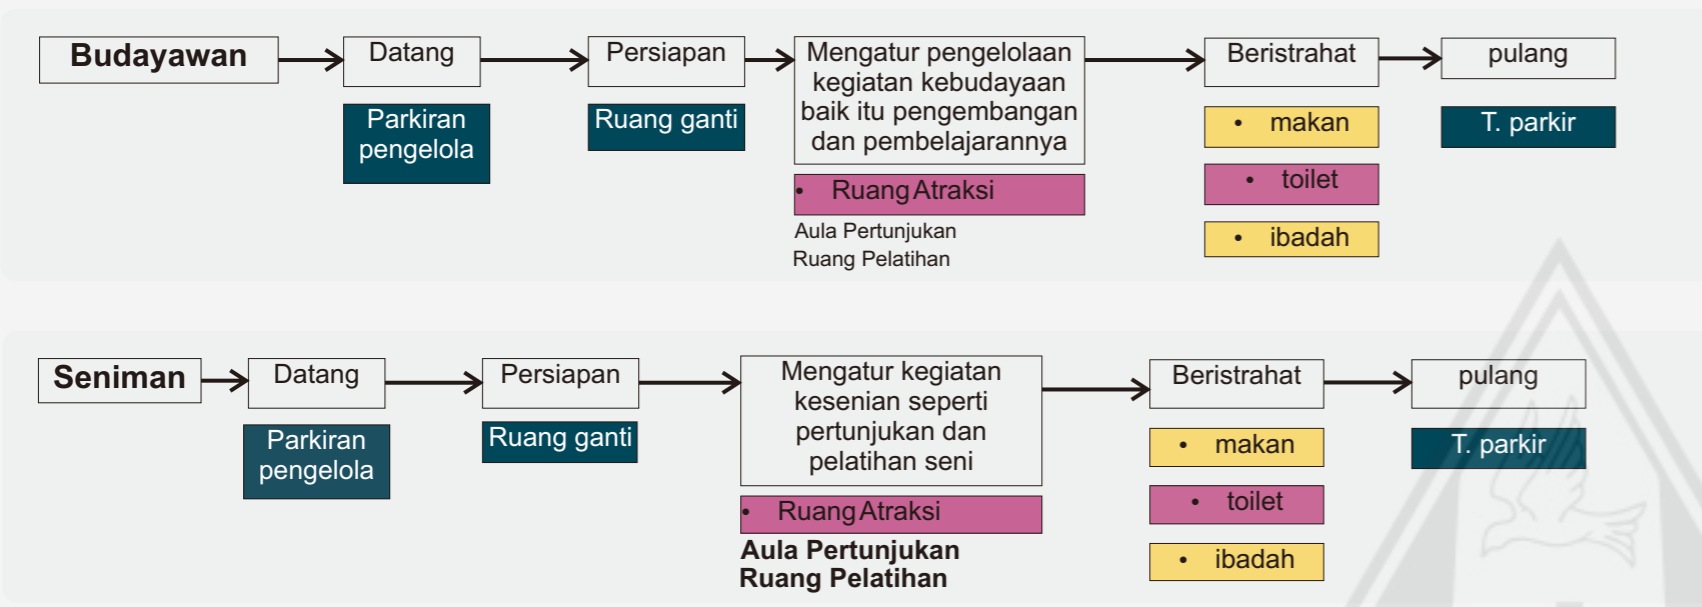 Budayawan
Datang
Persiapan
Mengatur pengelolaan
kegiatan kebudayaan
baik itu pengembangan
dan pembelajarannya
Beristrahat
pulang
Parkiran
pengelola
Ruang ganti
• Ruang Atraksi
Aula Pertunjukan
Ruang Pelatihan
• makan
• toilet
• ibadah
T. parkir
Seniman
Datang
Persiapan
Mengatur kegiatan
kesenian seperti
pertunjukan dan
pelatihan seni
Beristrahat
pulang
Parkiran
pengelola
Ruang ganti
• Ruang Atraksi
Aula Pertunjukan
Ruang Pelatihan
• makan
• toilet
• ibadah
T. parkir